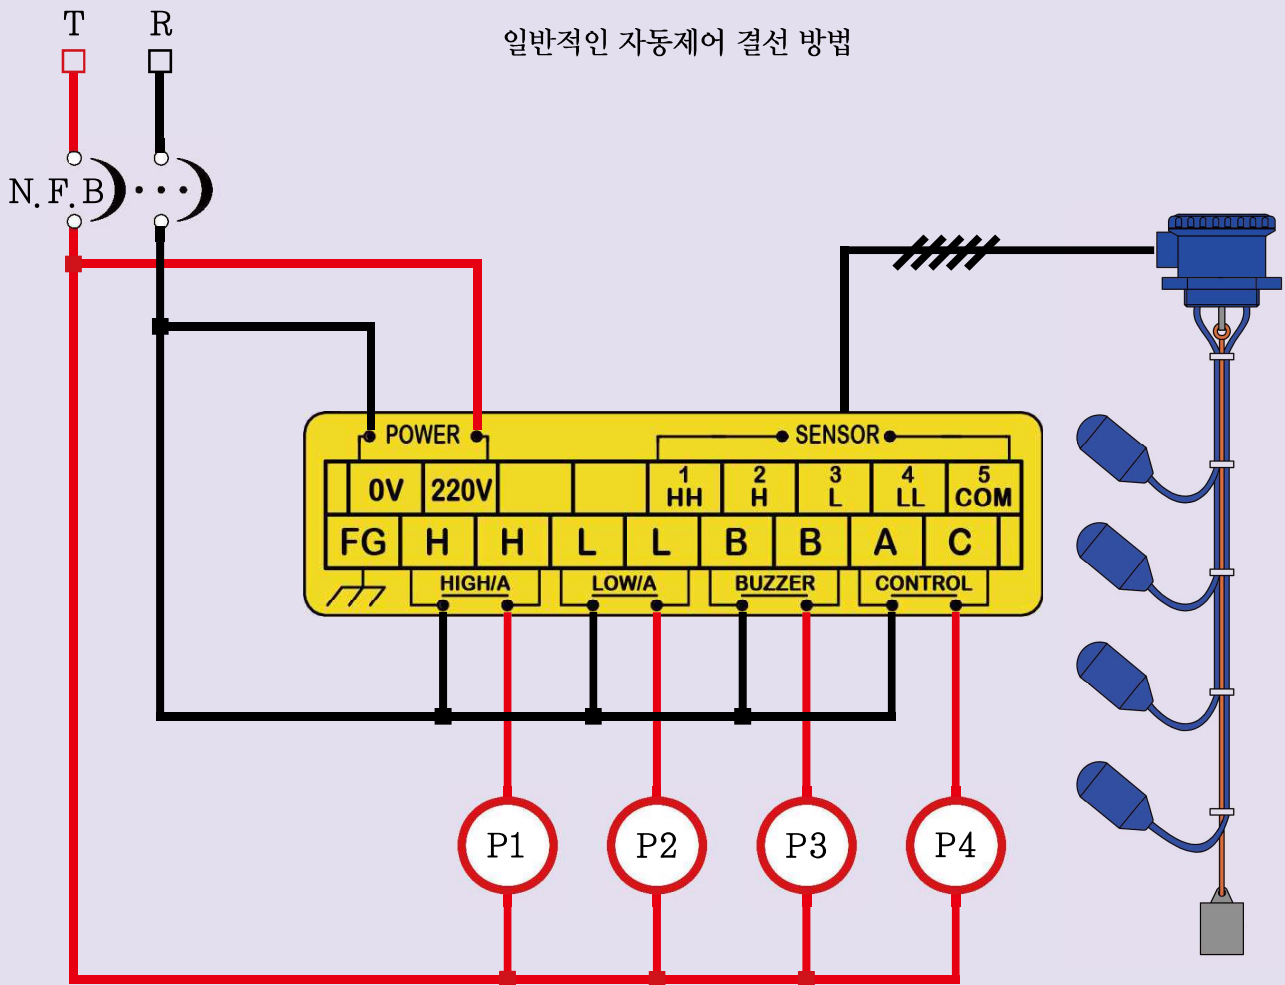 T R
일반적인 자동제어 결선 방법
N.F.B
POWER SENSOR
0V 220V 1 HH 2 H 3 L 4 LL 5 COM
FG H H L L B B A C
HIGH/A LOW/A BUZZER CONTROL
P1 P2 P3 P4